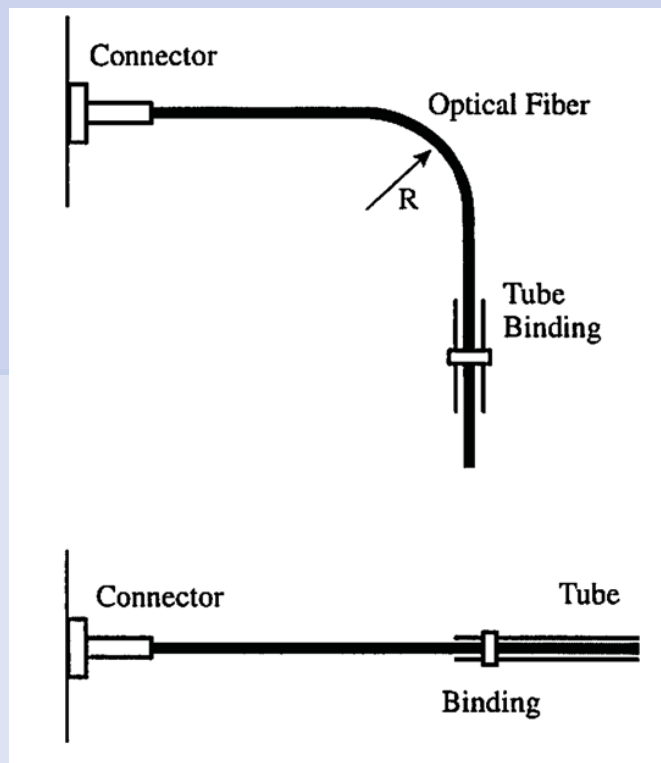 Connector
Optical Fiber
R
Tube
Binding
Connector
Tube
Binding